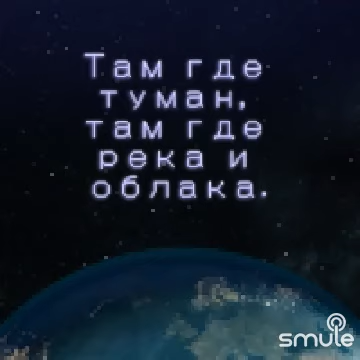 Там где
туман,
там где
река и
облака.
smule